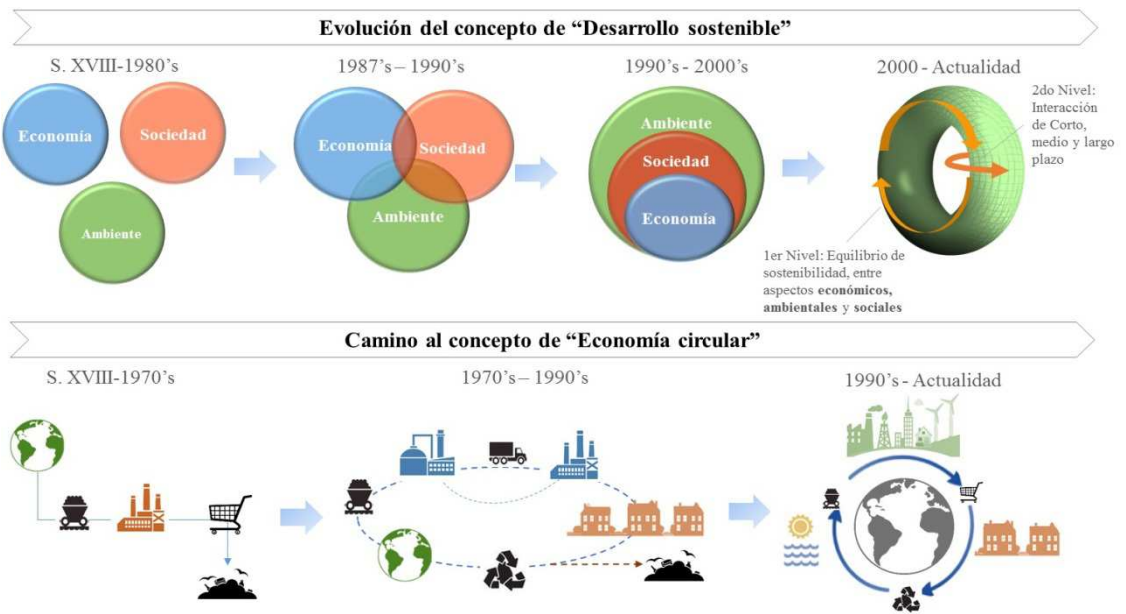 Evolución del concepto de “Desarrollo sostenible”
S. XVIII-1980’s
1987’s – 1990’s
1990’s - 2000’s
2000 - Actualidad
Economía
Sociedad
Ambiente
Economía
Sociedad
Ambiente
Ambiente
Sociedad
Economía
2do Nivel:
Interacción
de Corto,
medio y largo
plazo
1er Nivel: Equilibrio de
sostenibilidad, entre
aspectos económicos,
ambientales y sociales
Camino al concepto de “Economía circular”
S. XVIII-1970’s
1970’s – 1990’s
1990’s - Actualidad